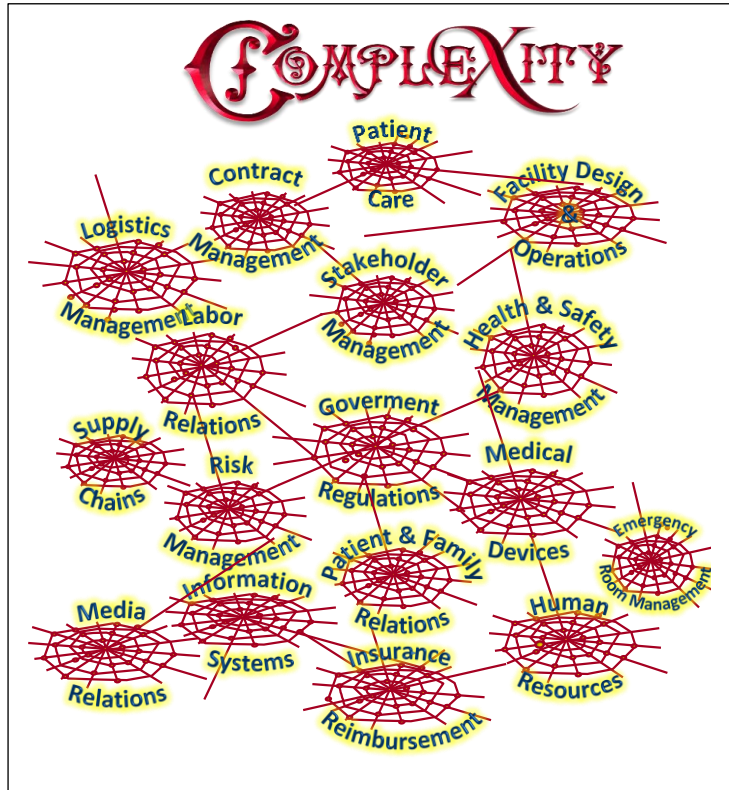 COMPLEXITY
Patient
Care
Contract
Management
Facility Design
&
Operations
Logistics
Management
Stakeholder
Management
Labor
Relations
Health & Safety
Management
Goverment
Regulations
Supply
Chains
Risk
Management
Medical
Devices
Emergency
Room Management
Patient & Family
Relations
Information
Systems
Media
Relations
Human
Resources
Insurance
Reimbursement